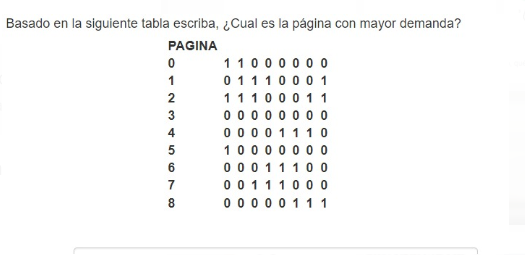 Basado en la siguiente tabla escriba, ¿Cual es la página con mayor demanda?
PAGINA
0 1 1 0 0 0 0 0 0
1 0 1 1 1 0 0 0 1
2 1 1 1 0 0 0 1 1
3 0 0 0 0 0 0 0 0
4 0 0 0 0 1 1 1 0
5 1 0 0 0 0 0 0 0
6 0 0 0 1 1 1 0 0
7 0 0 1 1 1 0 0 0
8 0 0 0 0 0 1 1 1